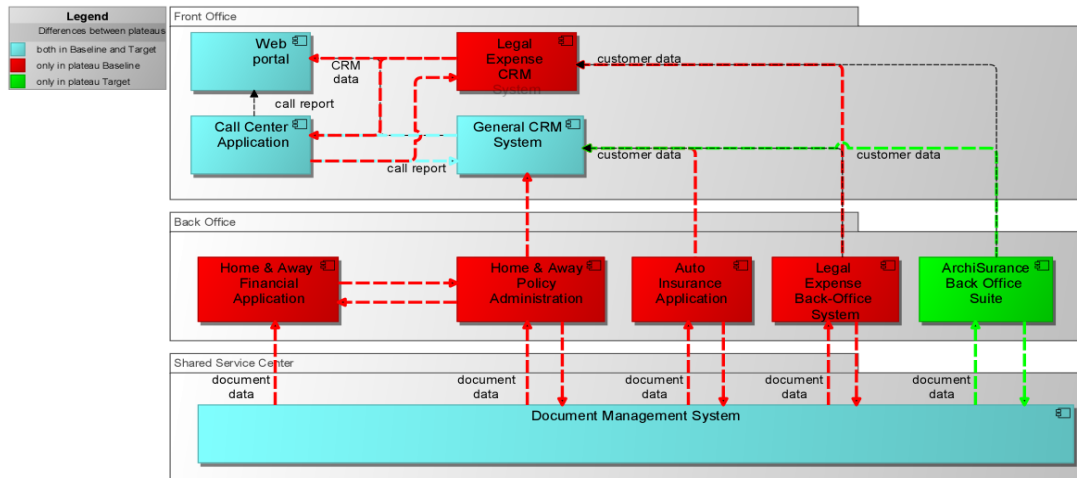 Legend
Differences between plateaus
both in Baseline and Target
only in plateau Baseline
only in plateau Target
Front Office
Web
portal
CRM
data
Legal
Expense
CRM
System
customer data
call report
Call Center
Application
General CRM
System
call report
customer data
customer data
Back Office
Home & Away
Financial
Application
Home & Away
Policy
Administration
Auto
Insurance
Application
Legal
Expense
Back-Office
System
ArchiSurance
Back Office
Suite
Shared Service Center
document
data
document
data
document
data
document
data
document
data
Document Management System